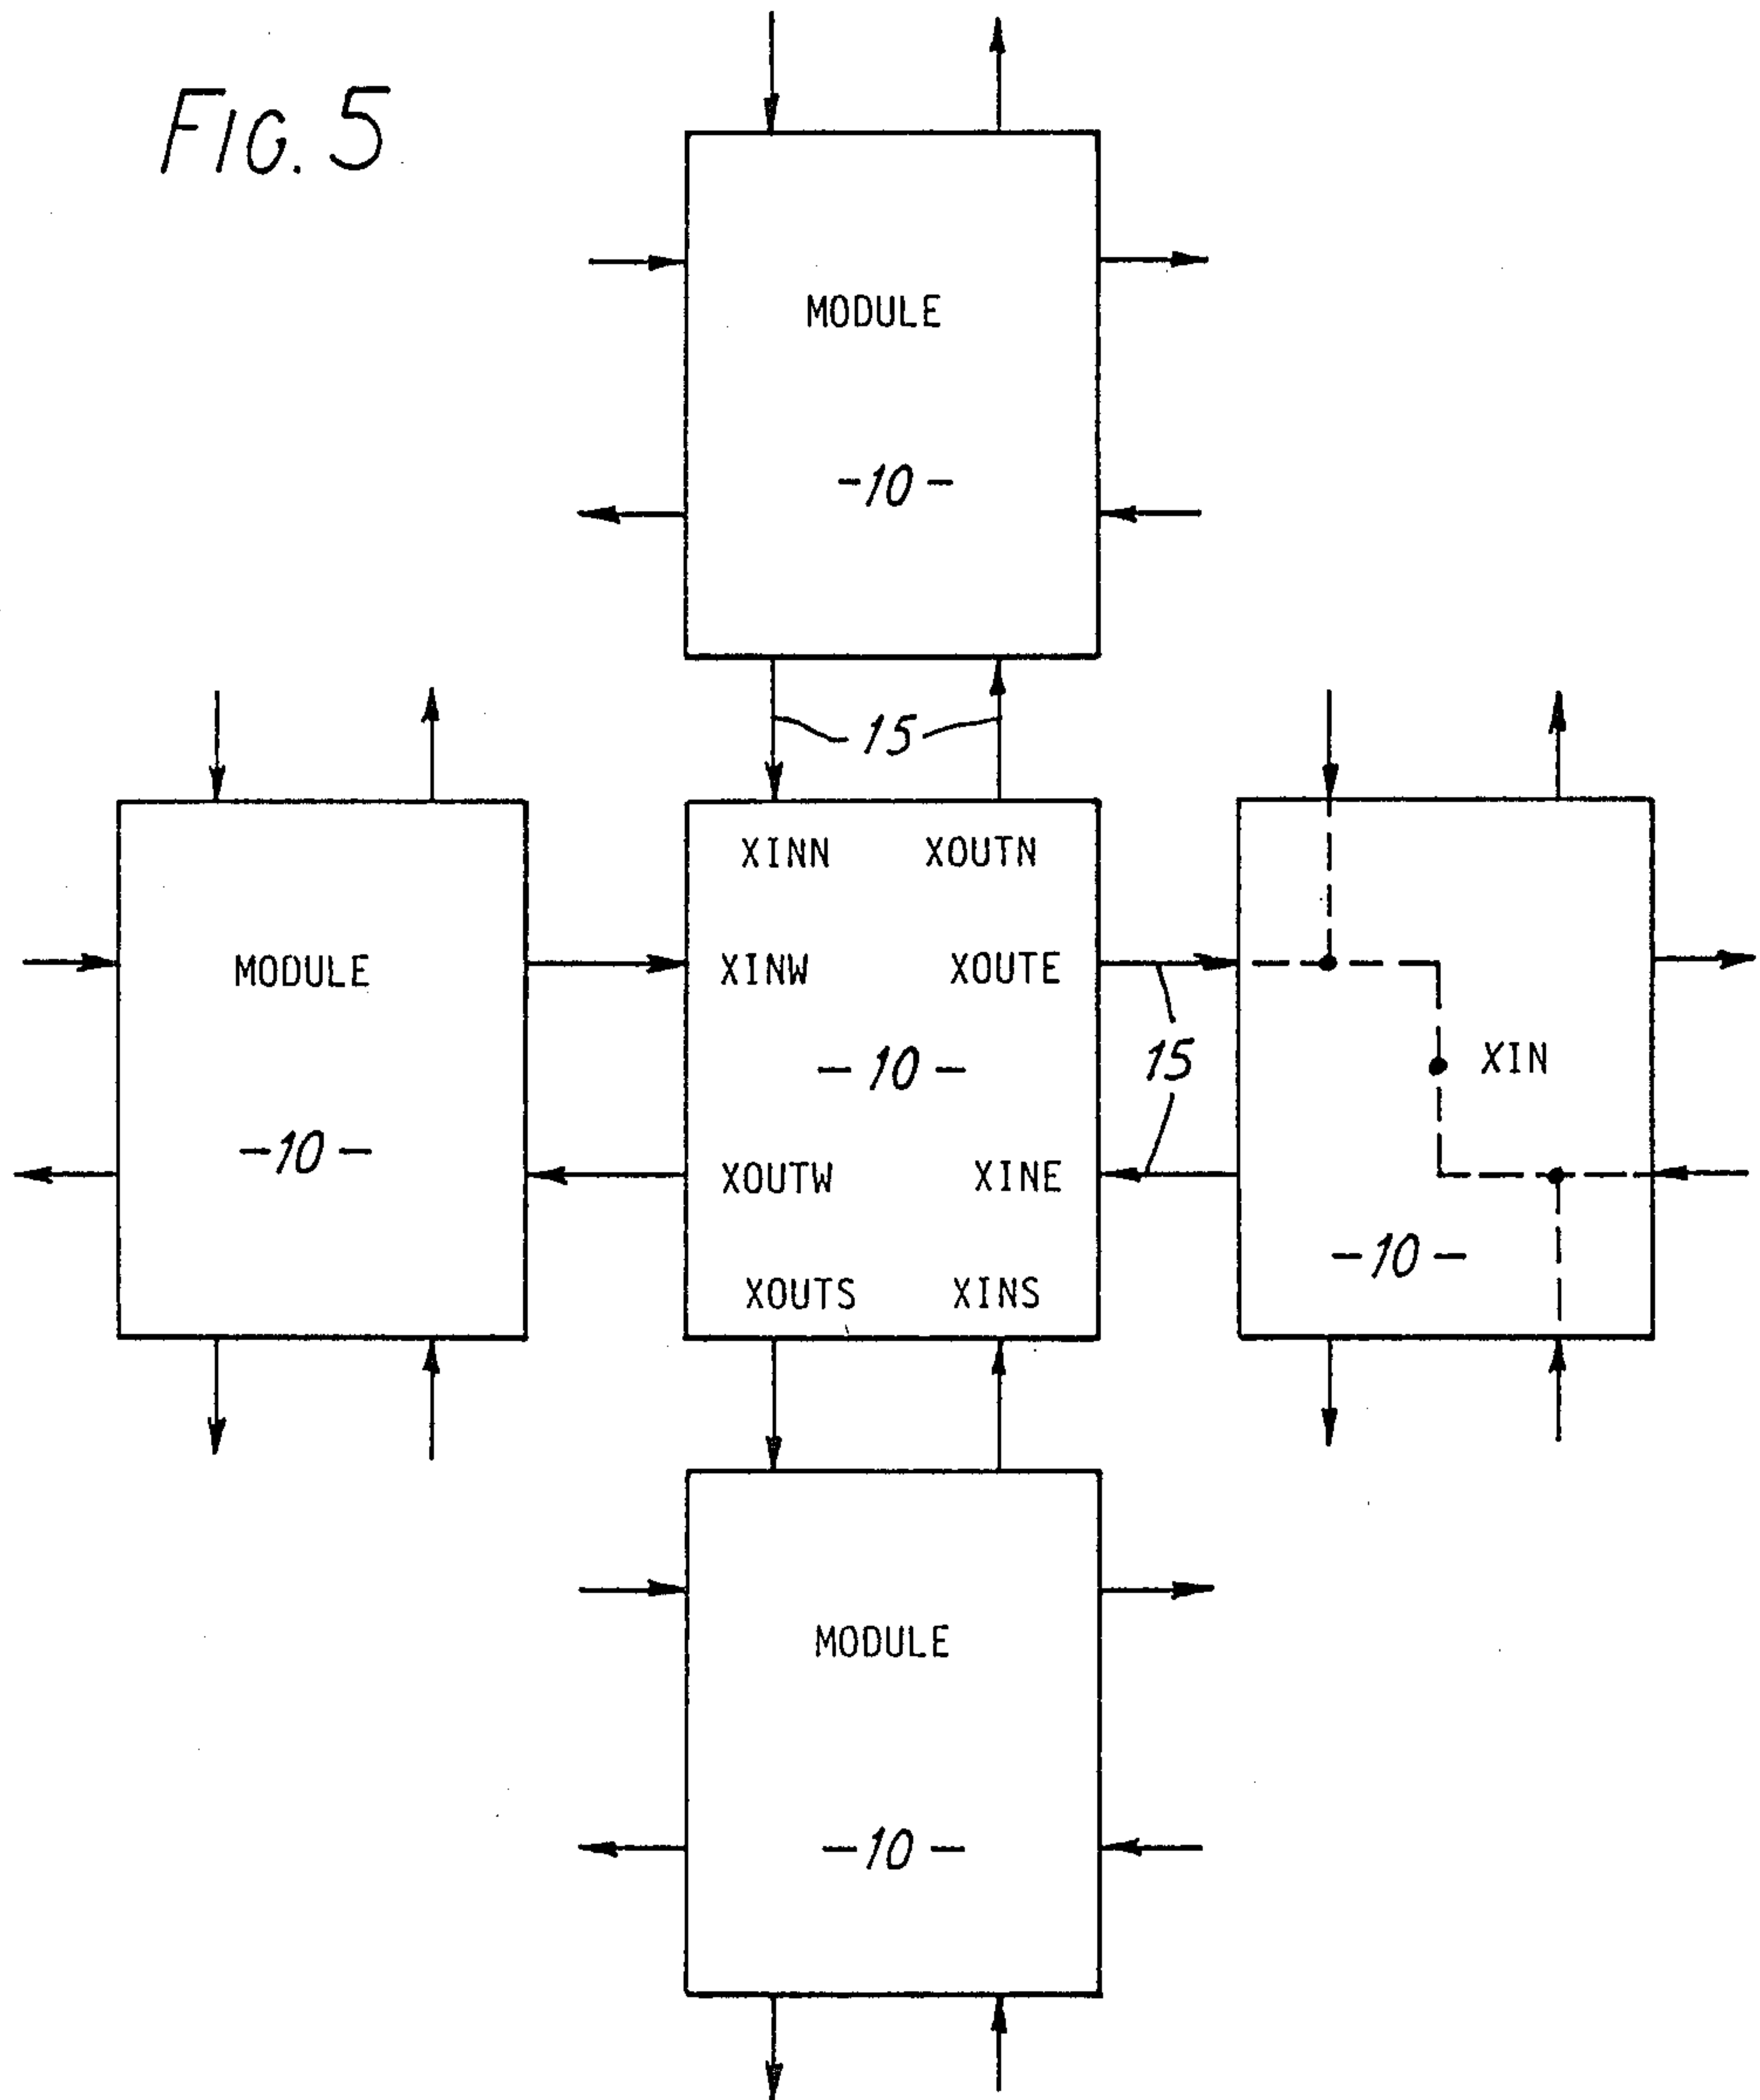 FIG. 5
MODULE
-10-
15
XINN XOUTN
MODULE
XINW XOUTE
-10-
15
XIN
-10-
XOUTW XINE
-10-
XOUTS XINS
MODULE
-10-